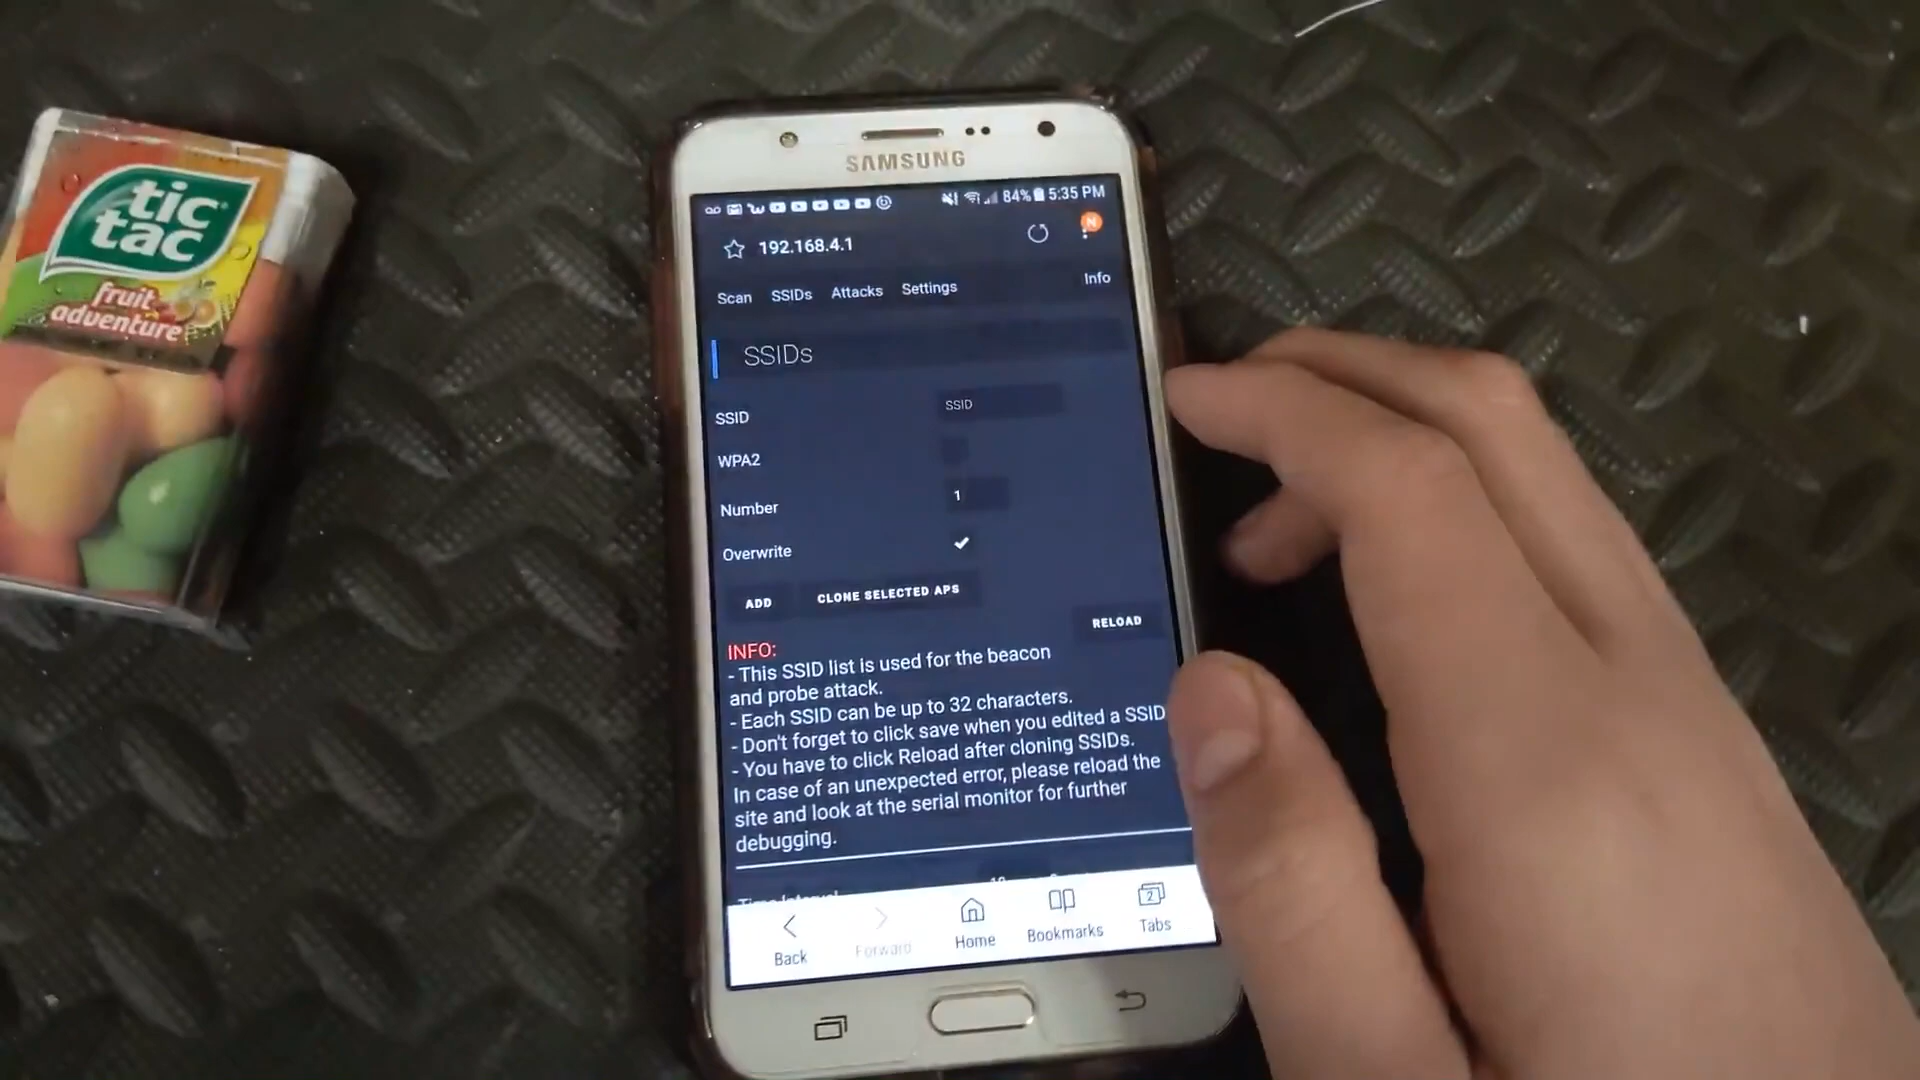 tic
tac
fruit
adventure
SAMSUNG
84% 5:35 PM
192.168.4.1
N
Scan SSIDs Attacks Settings Info
SSIDs
SSID SSID
WPA2
Number 1
Overwrite
ADD CLONE SELECTED APS
RELOAD
INFO:
- This SSID list is used for the beacon
and probe attack.
- Each SSID can be up to 32 characters.
- Don't forget to click save when you edited a SSID
- You have to click Reload after cloning SSIDs.
In case of an unexpected error, please reload the
site and look at the serial monitor for further
debugging.
Time Interval
Back Forward Home Bookmarks 2 Tabs